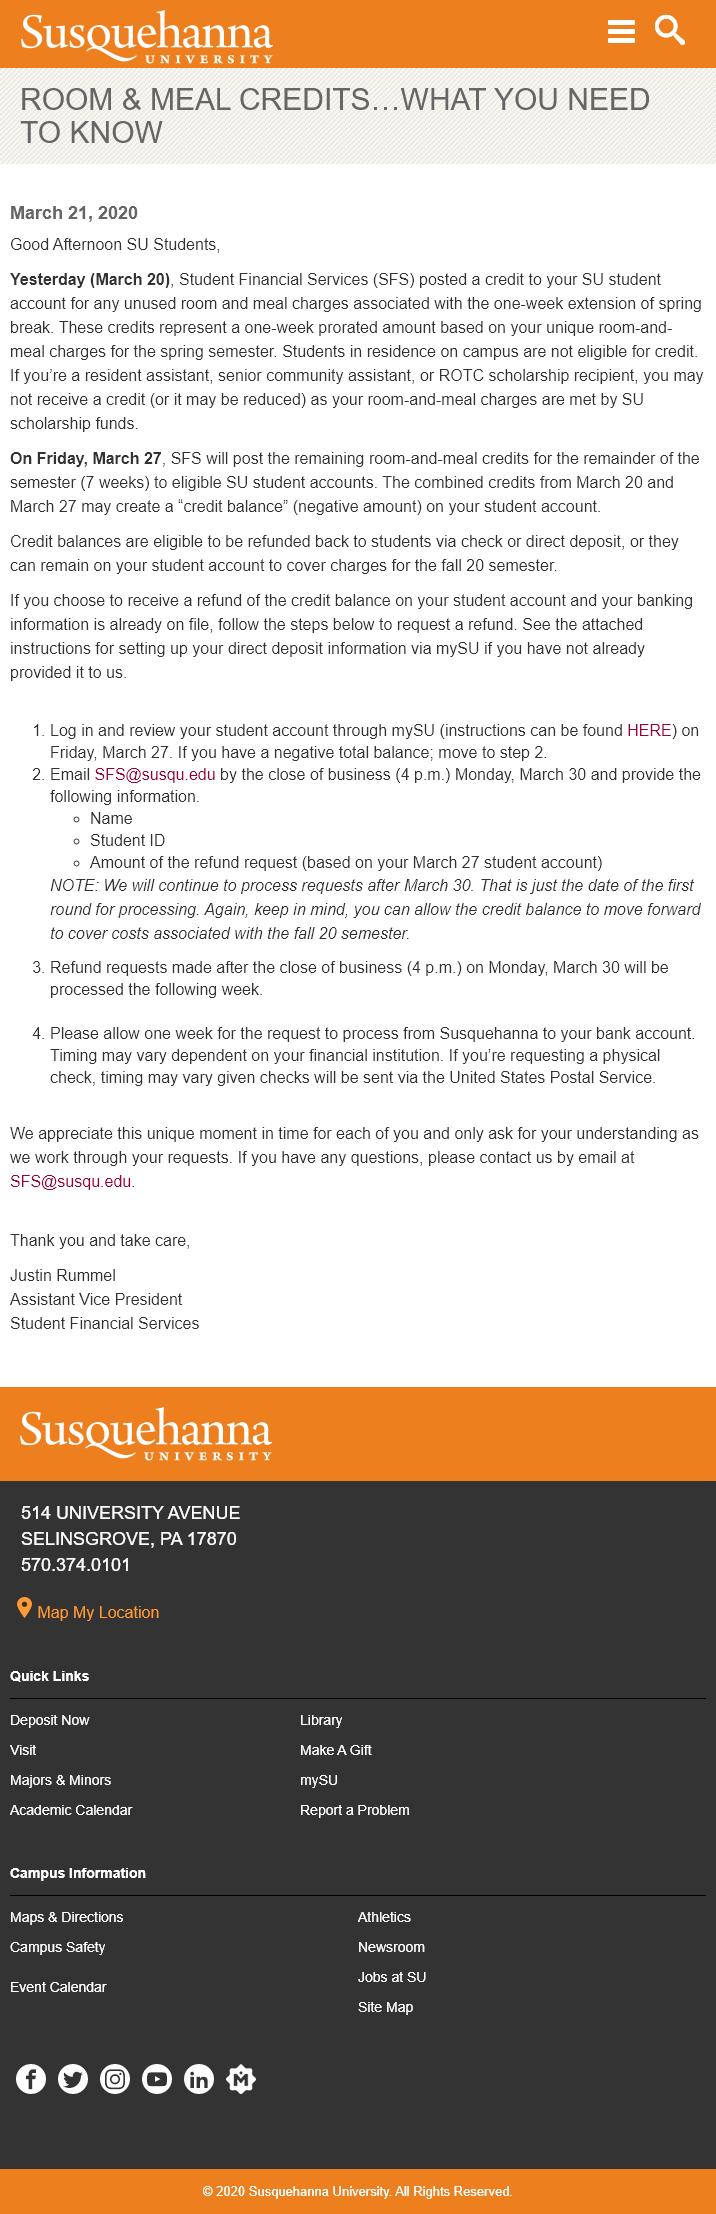 Susquehanna
UNIVERSITY
ROOM & MEAL CREDITS…WHAT YOU NEED
TO KNOW
March 21, 2020
Good Afternoon SU Students,
Yesterday (March 20), Student Financial Services (SFS) posted a credit to your SU student
account for any unused room and meal charges associated with the one-week extension of spring
break. These credits represent a one-week prorated amount based on your unique room-and-
meal charges for the spring semester. Students in residence on campus are not eligible for credit.
If you’re a resident assistant, senior community assistant, or ROTC scholarship recipient, you may
not receive a credit (or it may be reduced) as your room-and-meal charges are met by SU
scholarship funds.
On Friday, March 27, SFS will post the remaining room-and-meal credits for the remainder of the
semester (7 weeks) to eligible SU student accounts. The combined credits from March 20 and
March 27 may create a “credit balance” (negative amount) on your student account.
Credit balances are eligible to be refunded back to students via check or direct deposit, or they
can remain on your student account to cover charges for the fall 20 semester.
If you choose to receive a refund of the credit balance on your student account and your banking
information is already on file, follow the steps below to request a refund. See the attached
instructions for setting up your direct deposit information via mySU if you have not already
provided it to us.
1. Log in and review your student account through mySU (instructions can be found HERE) on
Friday, March 27. If you have a negative total balance; move to step 2.
2. Email SFS@susqu.edu by the close of business (4 p.m.) Monday, March 30 and provide the
following information.
◦ Name
◦ Student ID
◦ Amount of the refund request (based on your March 27 student account)
NOTE: We will continue to process requests after March 30. That is just the date of the first
round for processing. Again, keep in mind, you can allow the credit balance to move forward
to cover costs associated with the fall 20 semester.
3. Refund requests made after the close of business (4 p.m.) on Monday, March 30 will be
processed the following week.
4. Please allow one week for the request to process from Susquehanna to your bank account.
Timing may vary dependent on your financial institution. If you’re requesting a physical
check, timing may vary given checks will be sent via the United States Postal Service.
We appreciate this unique moment in time for each of you and only ask for your understanding as
we work through your requests. If you have any questions, please contact us by email at
SFS@susqu.edu.
Thank you and take care,
Justin Rummel
Assistant Vice President
Student Financial Services
Susquehanna
UNIVERSITY
514 UNIVERSITY AVENUE
SELINSGROVE, PA 17870
570.374.0101
Map My Location
Quick Links
Deposit Now
Visit
Majors & Minors
Academic Calendar
Library
Make A Gift
mySU
Report a Problem
Campus Information
Maps & Directions
Campus Safety
Event Calendar
Athletics
Newsroom
Jobs at SU
Site Map
© 2020 Susquehanna University. All Rights Reserved.